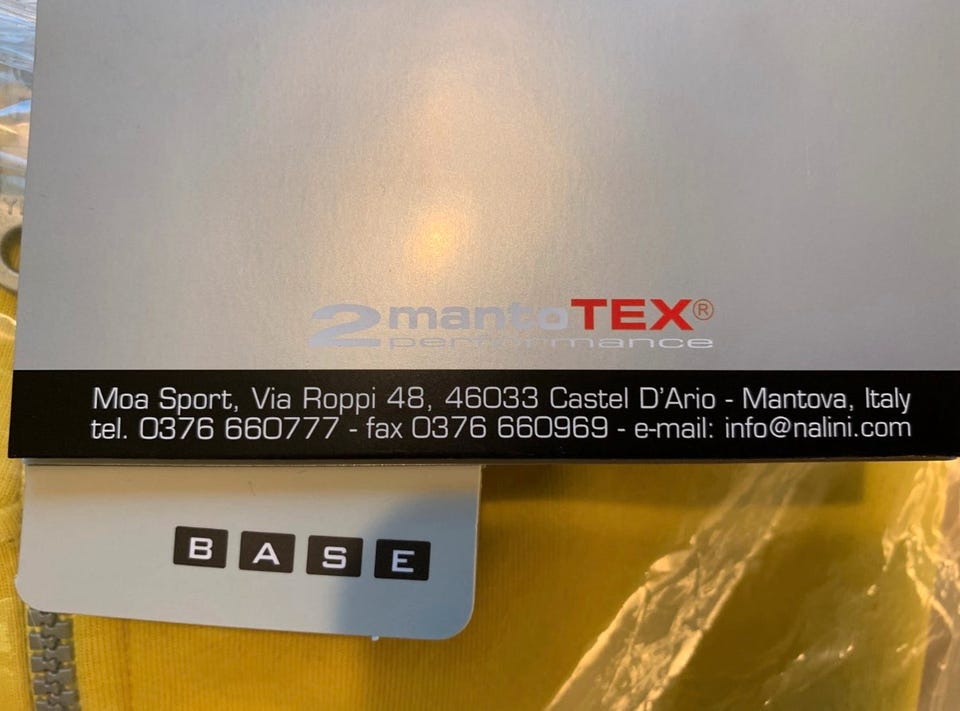 2mantoTEX®
performance
Moa Sport, Via Roppi 48, 46033 Castel D'Ario - Mantova, Italy
tel. 0376 660777 - fax 0376 660969 - e-mail: info@nalini.com
BASE